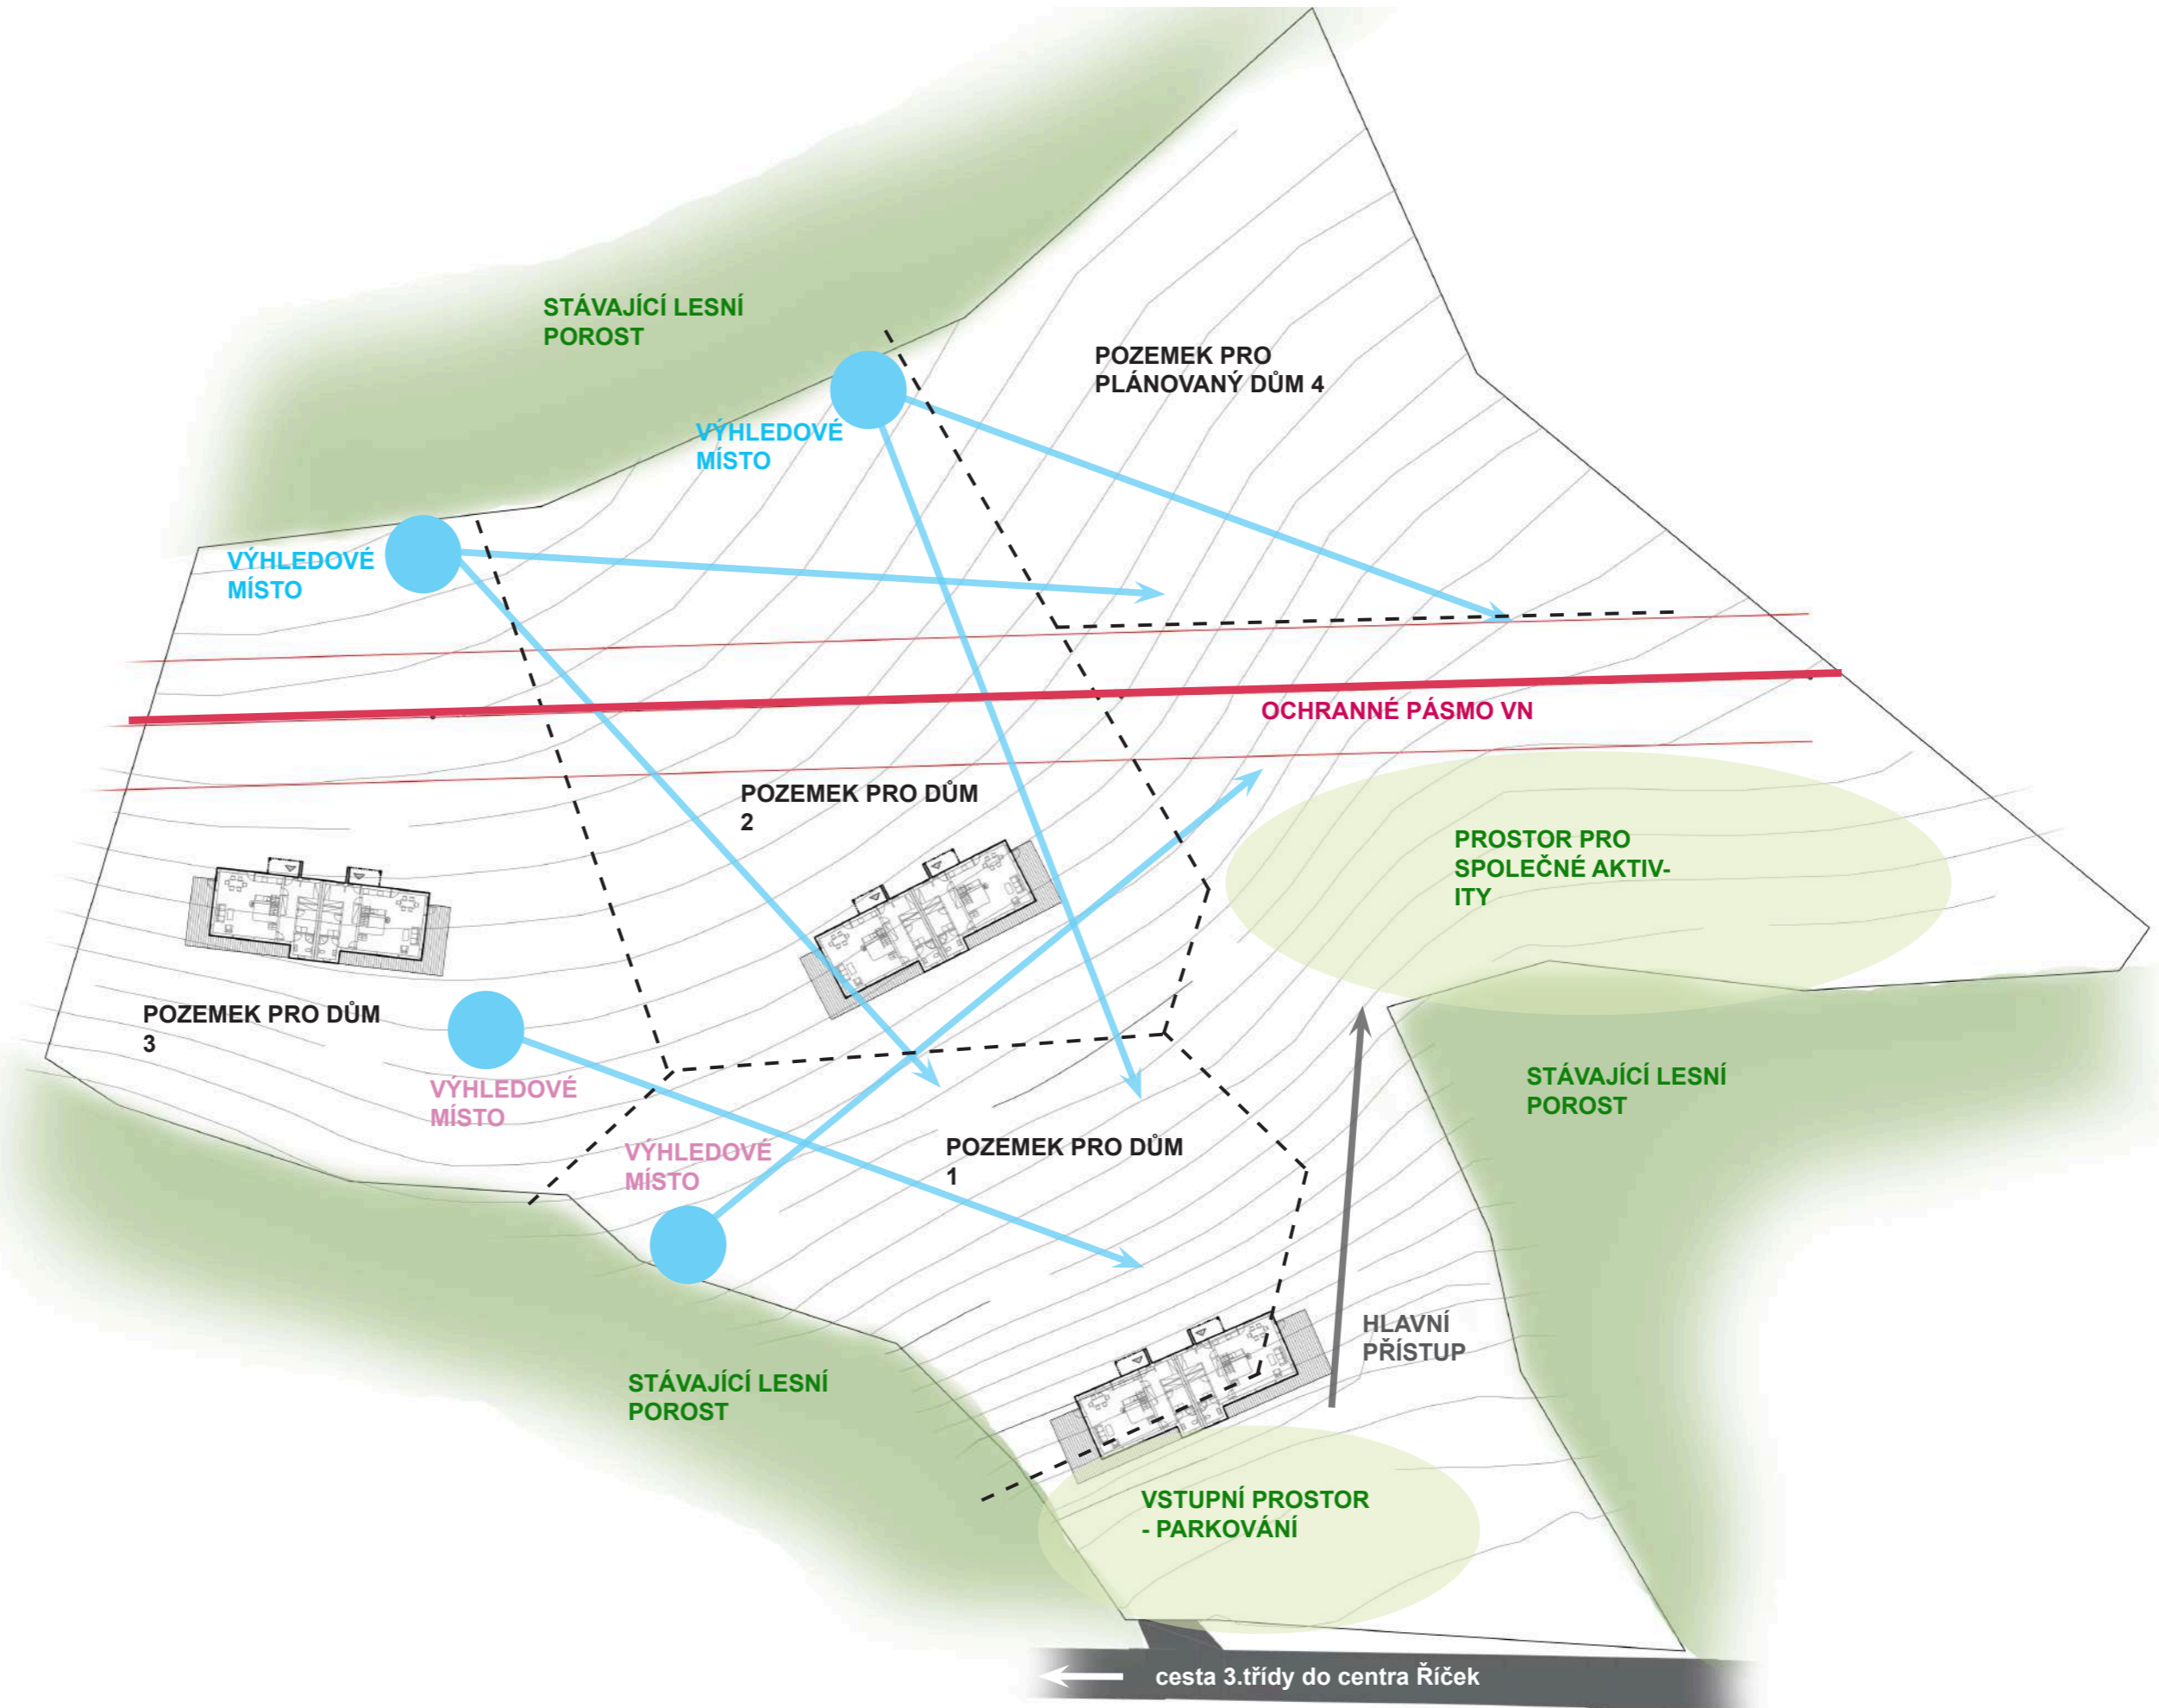 STÁVAJÍCÍ LESNÍ
POROST
POZEMEK PRO
PLÁNOVANÝ DŮM 4
VÝHLEDOVÉ
MÍSTO
VÝHLEDOVÉ
MÍSTO
OCHRANNÉ PÁSMO VN
POZEMEK PRO DŮM
2
PROSTOR PRO
SPOLEČNÉ AKTIV-
ITY
POZEMEK PRO DŮM
3
VÝHLEDOVÉ
MÍSTO
STÁVAJÍCÍ LESNÍ
POROST
VÝHLEDOVÉ
MÍSTO
POZEMEK PRO DŮM
1
HLAVNÍ
PŘÍSTUP
STÁVAJÍCÍ LESNÍ
POROST
VSTUPNÍ PROSTOR
- PARKOVÁNÍ
cesta 3.třídy do centra Říček